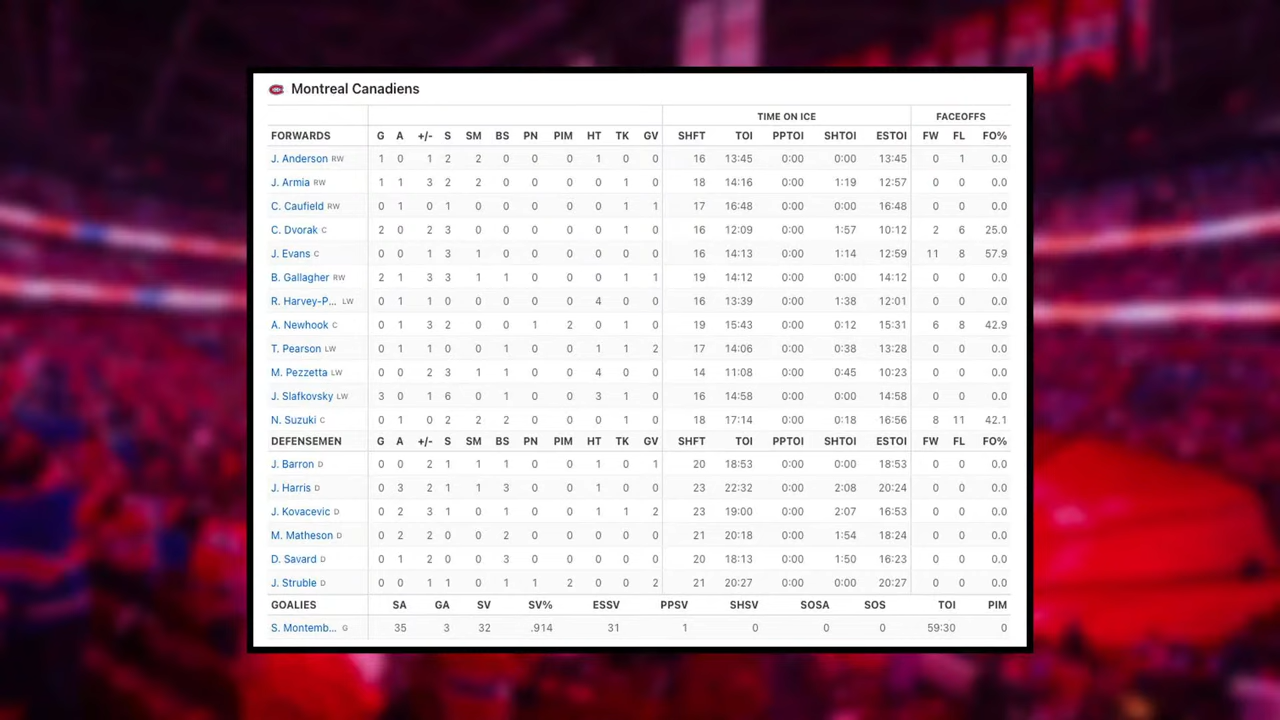 Montreal Canadiens
TIME ON ICE FACEOFFS
FORWARDS G A +/- S SM BS PN PIM HT TK GV SHFT TOI PPTOI SHTOI ESTOI FW FL FO%
J. Anderson RW 1 0 1 2 2 0 0 0 1 0 0 16 13:45 0:00 0:00 13:45 0 1 0.0
J. Armia RW 1 1 3 2 2 0 0 0 0 1 0 18 14:16 0:00 1:19 12:57 0 0 0.0
C. Caufield RW 0 1 0 1 0 0 0 0 0 1 1 17 16:48 0:00 0:00 16:48 0 0 0.0
C. Dvorak C 2 0 2 3 0 0 0 0 0 1 0 16 12:09 0:00 1:57 10:12 2 6 25.0
J. Evans C 0 0 1 3 1 0 0 0 0 0 0 16 14:13 0:00 1:14 12:59 11 8 57.9
B. Gallagher RW 2 1 3 3 1 1 0 0 0 1 1 19 14:12 0:00 0:00 14:12 0 0 0.0
R. Harvey-P... LW 0 1 1 0 0 0 0 0 4 0 0 16 13:39 0:00 1:38 12:01 0 0 0.0
A. Newhook C 0 1 3 2 0 0 1 2 0 1 0 19 15:43 0:00 0:12 15:31 6 8 42.9
T. Pearson LW 0 1 1 0 0 1 0 0 1 1 2 17 14:06 0:00 0:38 13:28 0 0 0.0
M. Pezzetta LW 0 0 2 3 1 1 0 0 4 0 0 14 11:08 0:00 0:45 10:23 0 0 0.0
J. Slafkovsky LW 3 0 1 6 0 1 0 0 3 1 0 16 14:58 0:00 0:00 14:58 0 0 0.0
N. Suzuki C 0 1 0 2 2 2 0 0 0 1 0 18 17:14 0:00 0:18 16:56 8 11 42.1
DEFENSEMEN G A +/- S SM BS PN PIM HT TK GV SHFT TOI PPTOI SHTOI ESTOI FW FL FO%
J. Barron D 0 0 2 1 1 1 0 0 1 0 1 20 18:53 0:00 0:00 18:53 0 0 0.0
J. Harris D 0 3 2 1 1 3 0 0 1 0 0 23 22:32 0:00 2:08 20:24 0 0 0.0
J. Kovacevic D 0 2 3 1 0 1 0 0 1 1 2 23 19:00 0:00 2:07 16:53 0 0 0.0
M. Matheson D 0 2 2 0 0 2 0 0 0 0 0 21 20:18 0:00 1:54 18:24 0 0 0.0
D. Savard D 0 1 2 0 0 3 0 0 0 0 0 20 18:13 0:00 1:50 16:23 0 0 0.0
J. Struble D 0 0 1 1 0 1 1 2 0 0 2 21 20:27 0:00 0:00 20:27 0 0 0.0
GOALIES SA GA SV SV% ESSV PPSV SHSV SOSA SOS TOI PIM
S. Montemb... G 35 3 32 .914 31 1 0 0 0 59:30 0